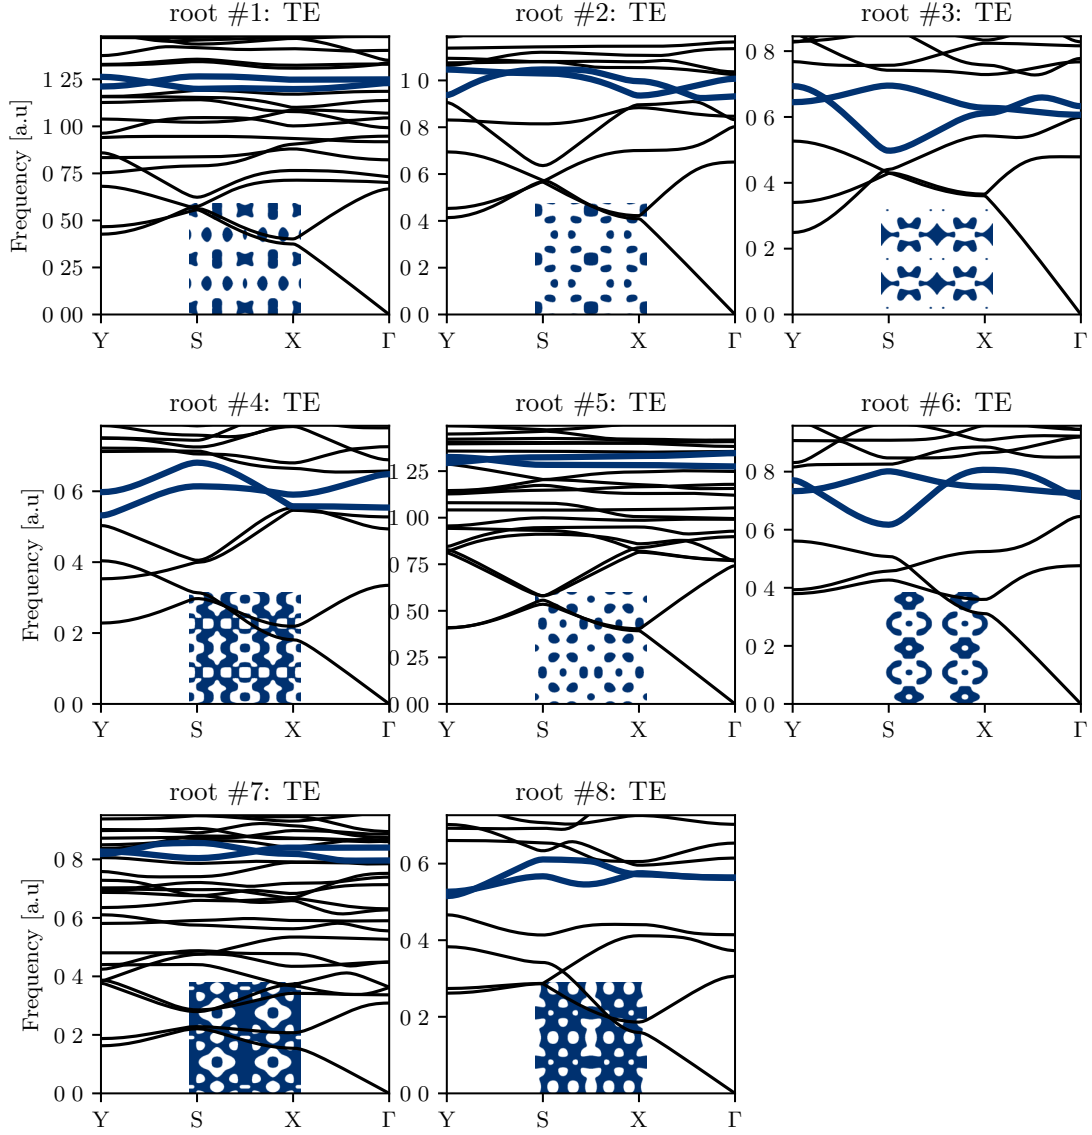 root #1: TE
root #2: TE
root #3: TE
Frequency [a.u]
1 25
1 00
0 75
0 50
0 25
0 00
Y S X Γ
1 0
0 8
0 6
0 4
0 2
0 0
Y S X Γ
0 8
0 6
0 4
0 2
0 0
Y S X Γ
root #4: TE
root #5: TE
root #6: TE
Frequency [a.u]
0 6
0 4
0 2
0 0
Y S X Γ
1 25
1 00
0 75
0 50
0 25
0 00
Y S X Γ
0 8
0 6
0 4
0 2
0 0
Y S X Γ
root #7: TE
root #8: TE
Frequency [a.u]
0 8
0 6
0 4
0 2
0 0
Y S X Γ
0 6
0 4
0 2
0 0
Y S X Γ